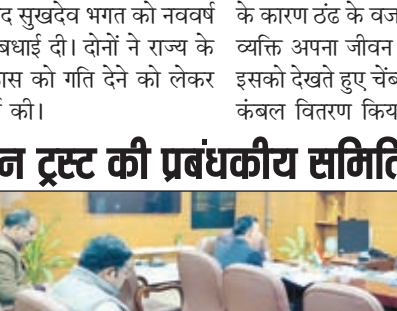 द सुखदेव भगत को नववर्ष
बधाई दी। दोनों ने राज्य के
ास को गति देने को लेकर
की।
के कारण ठंढ के वज
व्यक्ति अपना जीवन
इसको देखते हुए चेंब
कंबल वितरण किय
न ट्रस्ट की प्रबंधकीय समिति